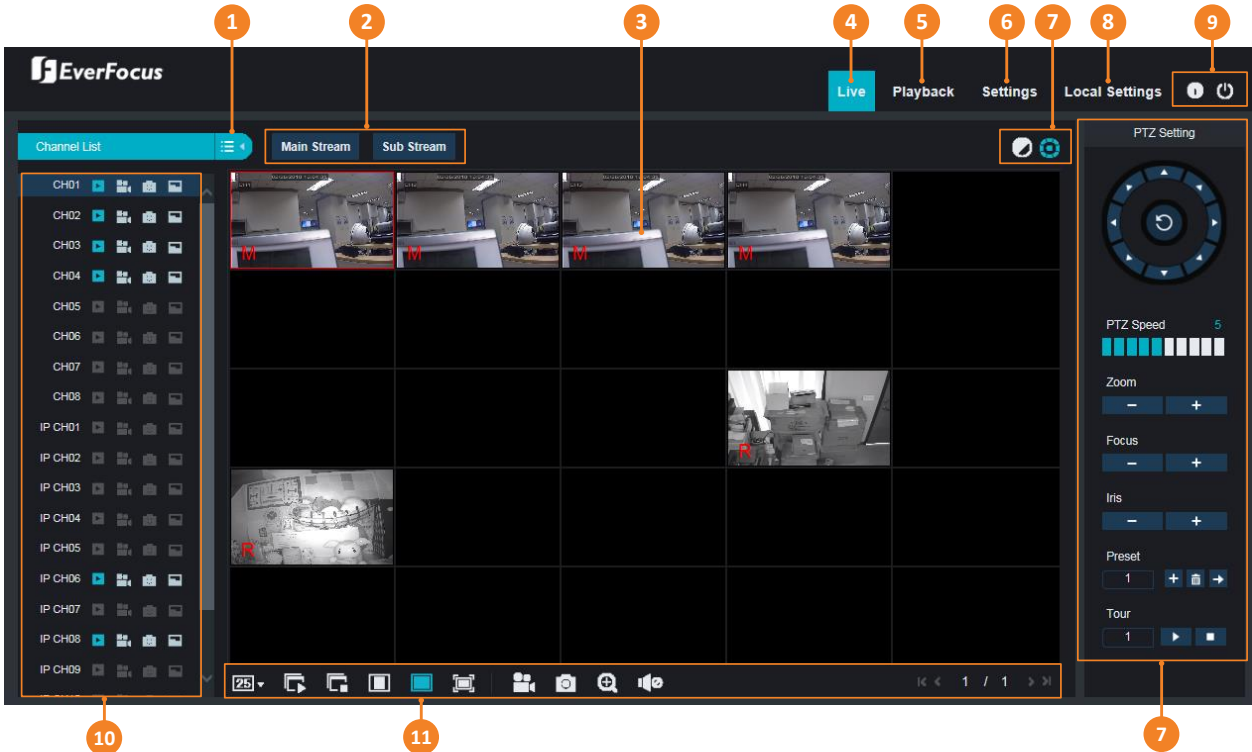 1 2 3 4 5 6 7 8 9
EverFocus
Live Playback Settings Local Settings
Channel List
Main Stream Sub Stream
PTZ Setting
CH01
CH02
CH03
CH04
CH05
CH06
CH07
CH08
IP CH01
IP CH02
IP CH03
IP CH04
IP CH05
IP CH06
IP CH07
IP CH08
IP CH09
M M M M
R
R
PTZ Speed 5
Zoom
− +
Focus
− +
Iris
− +
Preset
1
Tour
1
25
1 / 1
10 11 7